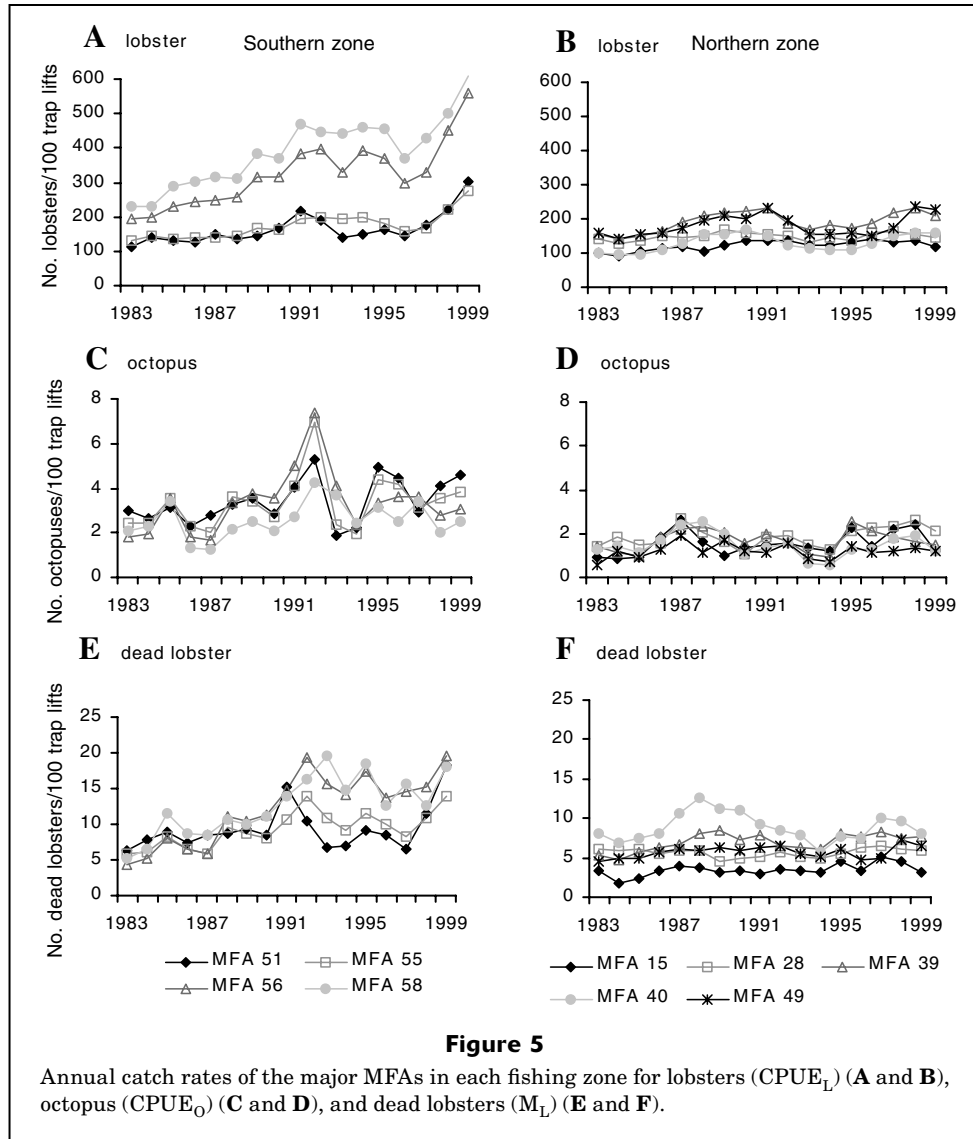 A lobster Southern zone
B lobster Northern zone
No. lobsters/100 trap lifts
600
500
400
300
200
100
0
1983 1987 1991 1995 1999
600
500
400
300
200
100
0
1983 1987 1991 1995 1999
C octopus
D octopus
No. octopuses/100 trap lifts
8
6
4
2
0
1983 1987 1991 1995 1999
8
6
4
2
0
1983 1987 1991 1995 1999
E dead lobster
F dead lobster
No. dead lobsters/100 trap lifts
25
20
15
10
5
0
1983 1987 1991 1995 1999
25
20
15
10
5
0
1983 1987 1991 1995 1999
MFA 51 MFA 55
MFA 56 MFA 58
MFA 15 MFA 28 MFA 39
MFA 40 MFA 49
Figure 5
Annual catch rates of the major MFAs in each fishing zone for lobsters (CPUE_L) (A and B),
octopus (CPUE_O) (C and D), and dead lobsters (M_L) (E and F).